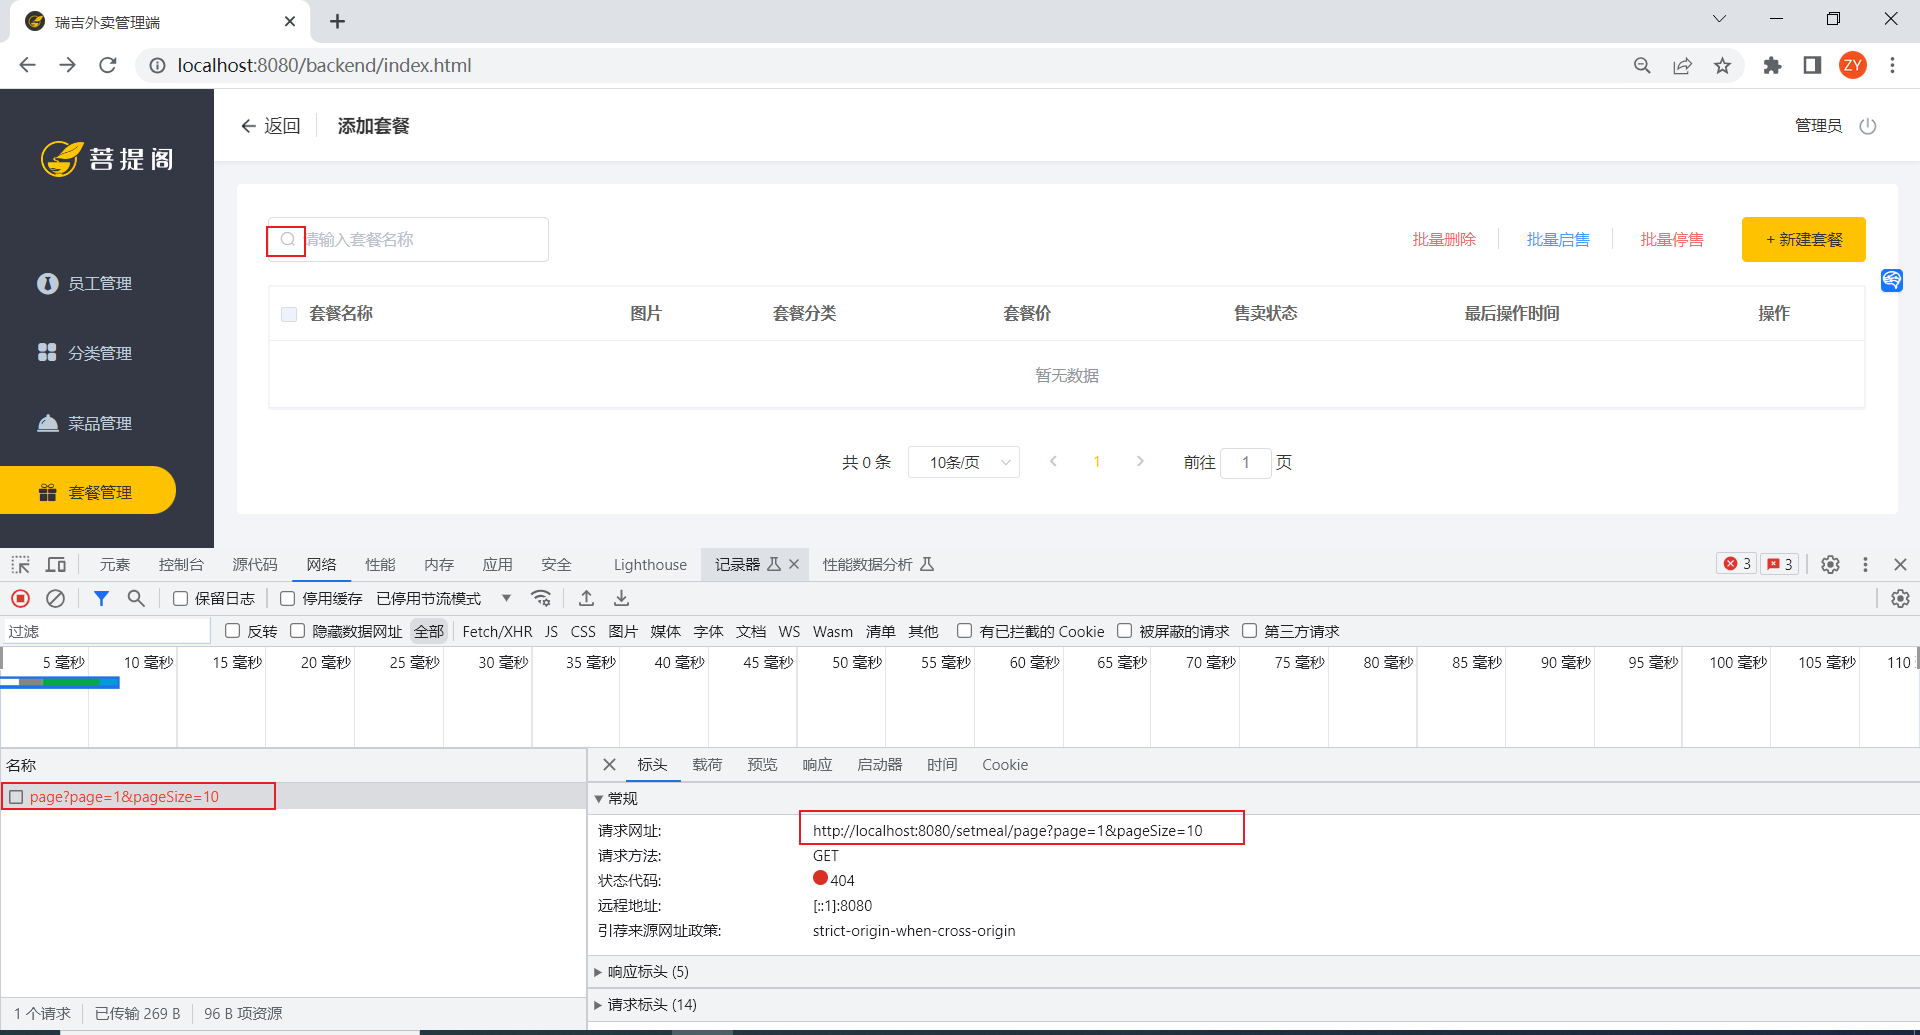 瑞吉外卖管理端
localhost:8080/backend/index.html
ZY
菩提阁
返回 添加套餐
管理员
请输入套餐名称
批量删除 批量启售 批量停售 + 新建套餐
员工管理
分类管理
菜品管理
套餐管理
套餐名称 图片 套餐分类 套餐价 售卖状态 最后操作时间 操作
暂无数据
共 0 条 10条/页 1 前往 1 页
元素 控制台 源代码 网络 性能 内存 应用 安全 Lighthouse 记录器 性能数据分析 3 3
保留日志 停用缓存 已停用节流模式
过滤 反转 隐藏数据网址 全部 Fetch/XHR JS CSS 图片 媒体 字体 文档 WS Wasm 清单 其他 有已拦截的 Cookie 被屏蔽的请求 第三方请求
5 毫秒 10 毫秒 15 毫秒 20 毫秒 25 毫秒 30 毫秒 35 毫秒 40 毫秒 45 毫秒 50 毫秒 55 毫秒 60 毫秒 65 毫秒 70 毫秒 75 毫秒 80 毫秒 85 毫秒 90 毫秒 95 毫秒 100 毫秒 105 毫秒 110
名称
page?page=1&pageSize=10
标头 载荷 预览 响应 启动器 时间 Cookie
常规
请求网址: http://localhost:8080/setmeal/page?page=1&pageSize=10
请求方法: GET
状态代码: 404
远程地址: [::1]:8080
引荐来源网址政策: strict-origin-when-cross-origin
响应标头 (5)
请求标头 (14)
1 个请求 已传输 269 B 96 B 项资源